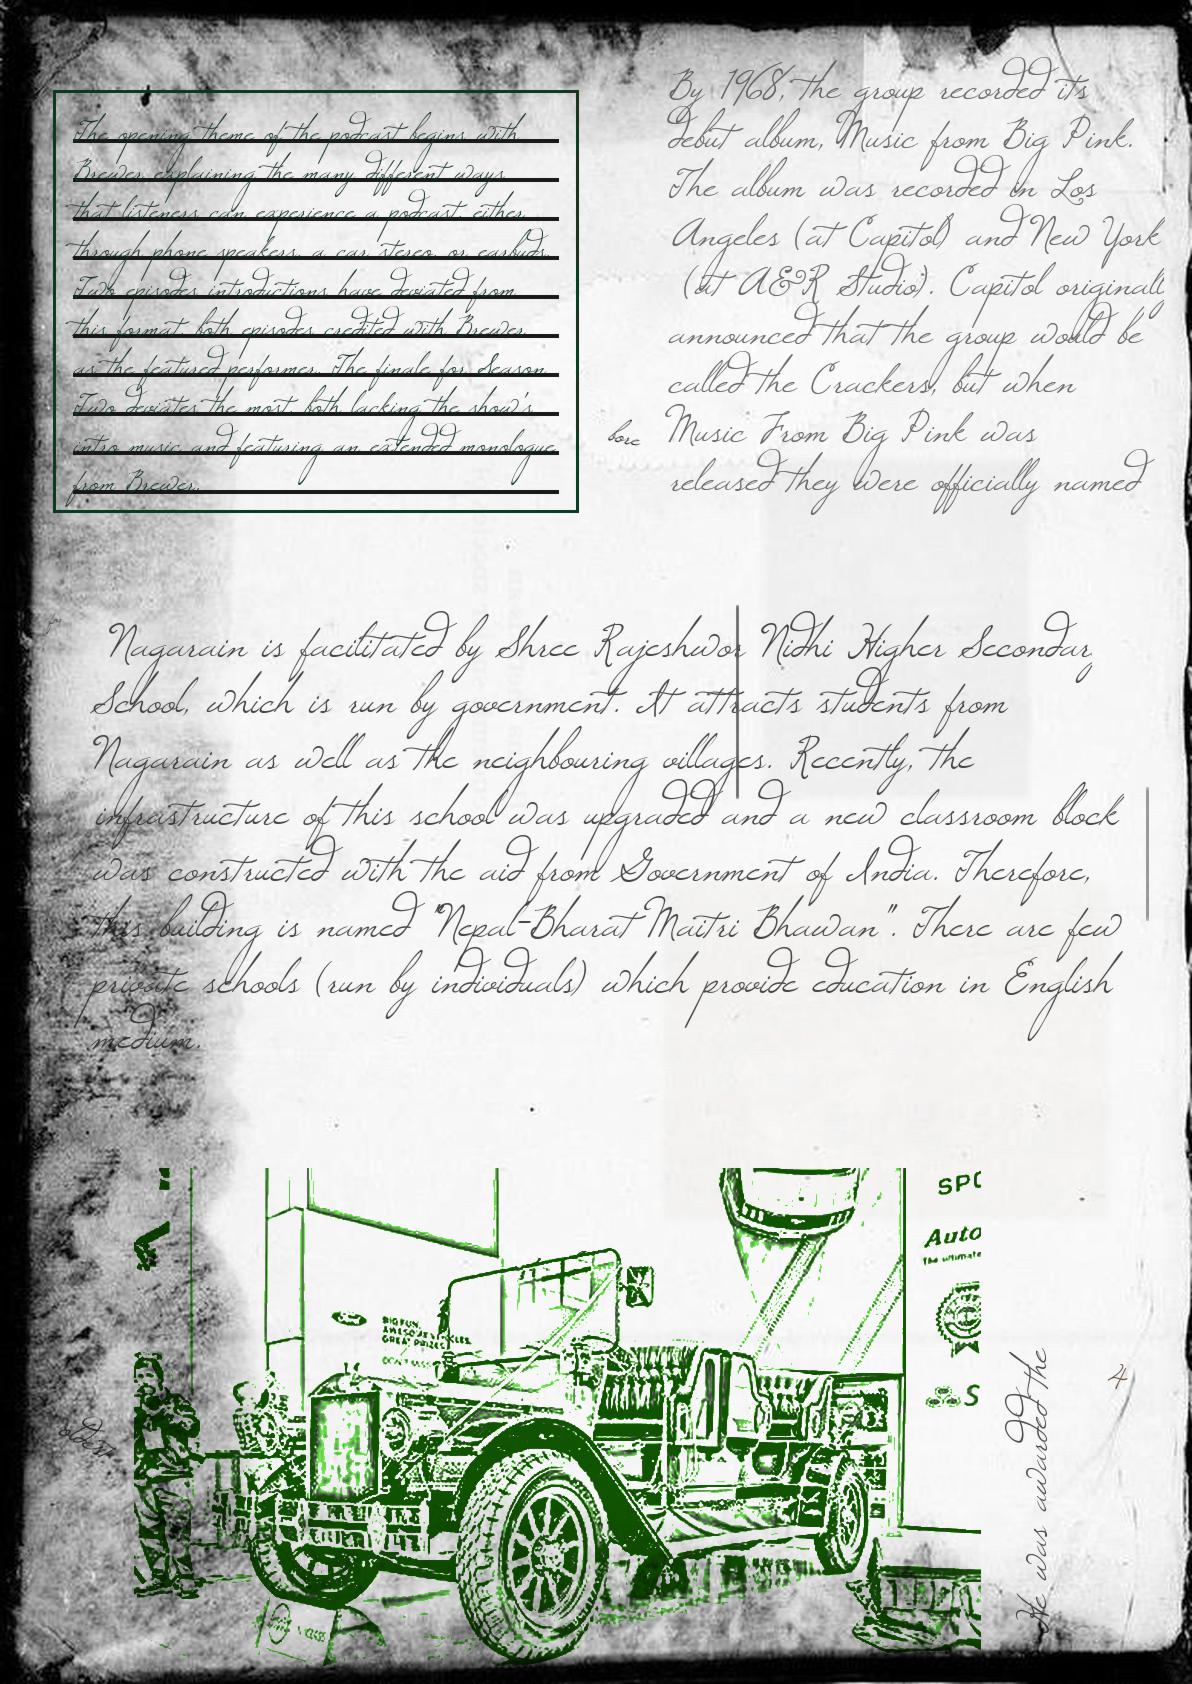 The opening theme of the podcast begins with
Brewer explaining the many different ways
that listeners can experience a podcast, either
through phone speakers, a car stereo, or earbuds.
Two episodes introductions have deviated from
this format, both episodes credited with Brewer
as the featured performer. The finale for Season
Two deviates the most, both lacking the show's
intro music and featuring an extended monologue
from Brewer.
By 1968, the group recorded its
debut album, Music from Big Pink.
The album was recorded in Los
Angeles (at Capitol) and New York
(at A&R Studio). Capitol originall
announced that the group would be
called the Crackers, but when
Music From Big Pink was
released they were officially named
bore
Nagarain is facilitated by Shree Rajeshwor Nidhi Higher Secondar
School, which is run by government. It attracts students from
Nagarain as well as the neighbouring villages. Recently, the
infrastructure of this school was upgraded and a new classroom block
was constructed with the aid from Government of India. Therefore,
this building is named "Nepal-Bharat Maitri Bhawan". There are few
private schools (run by individuals) which provide education in English
medium.
SPO
Auto
The ultimate
Ford
BIG FUN.
AWESOME VEHICLES.
GREAT PRIZES
S
He was awarded the
4